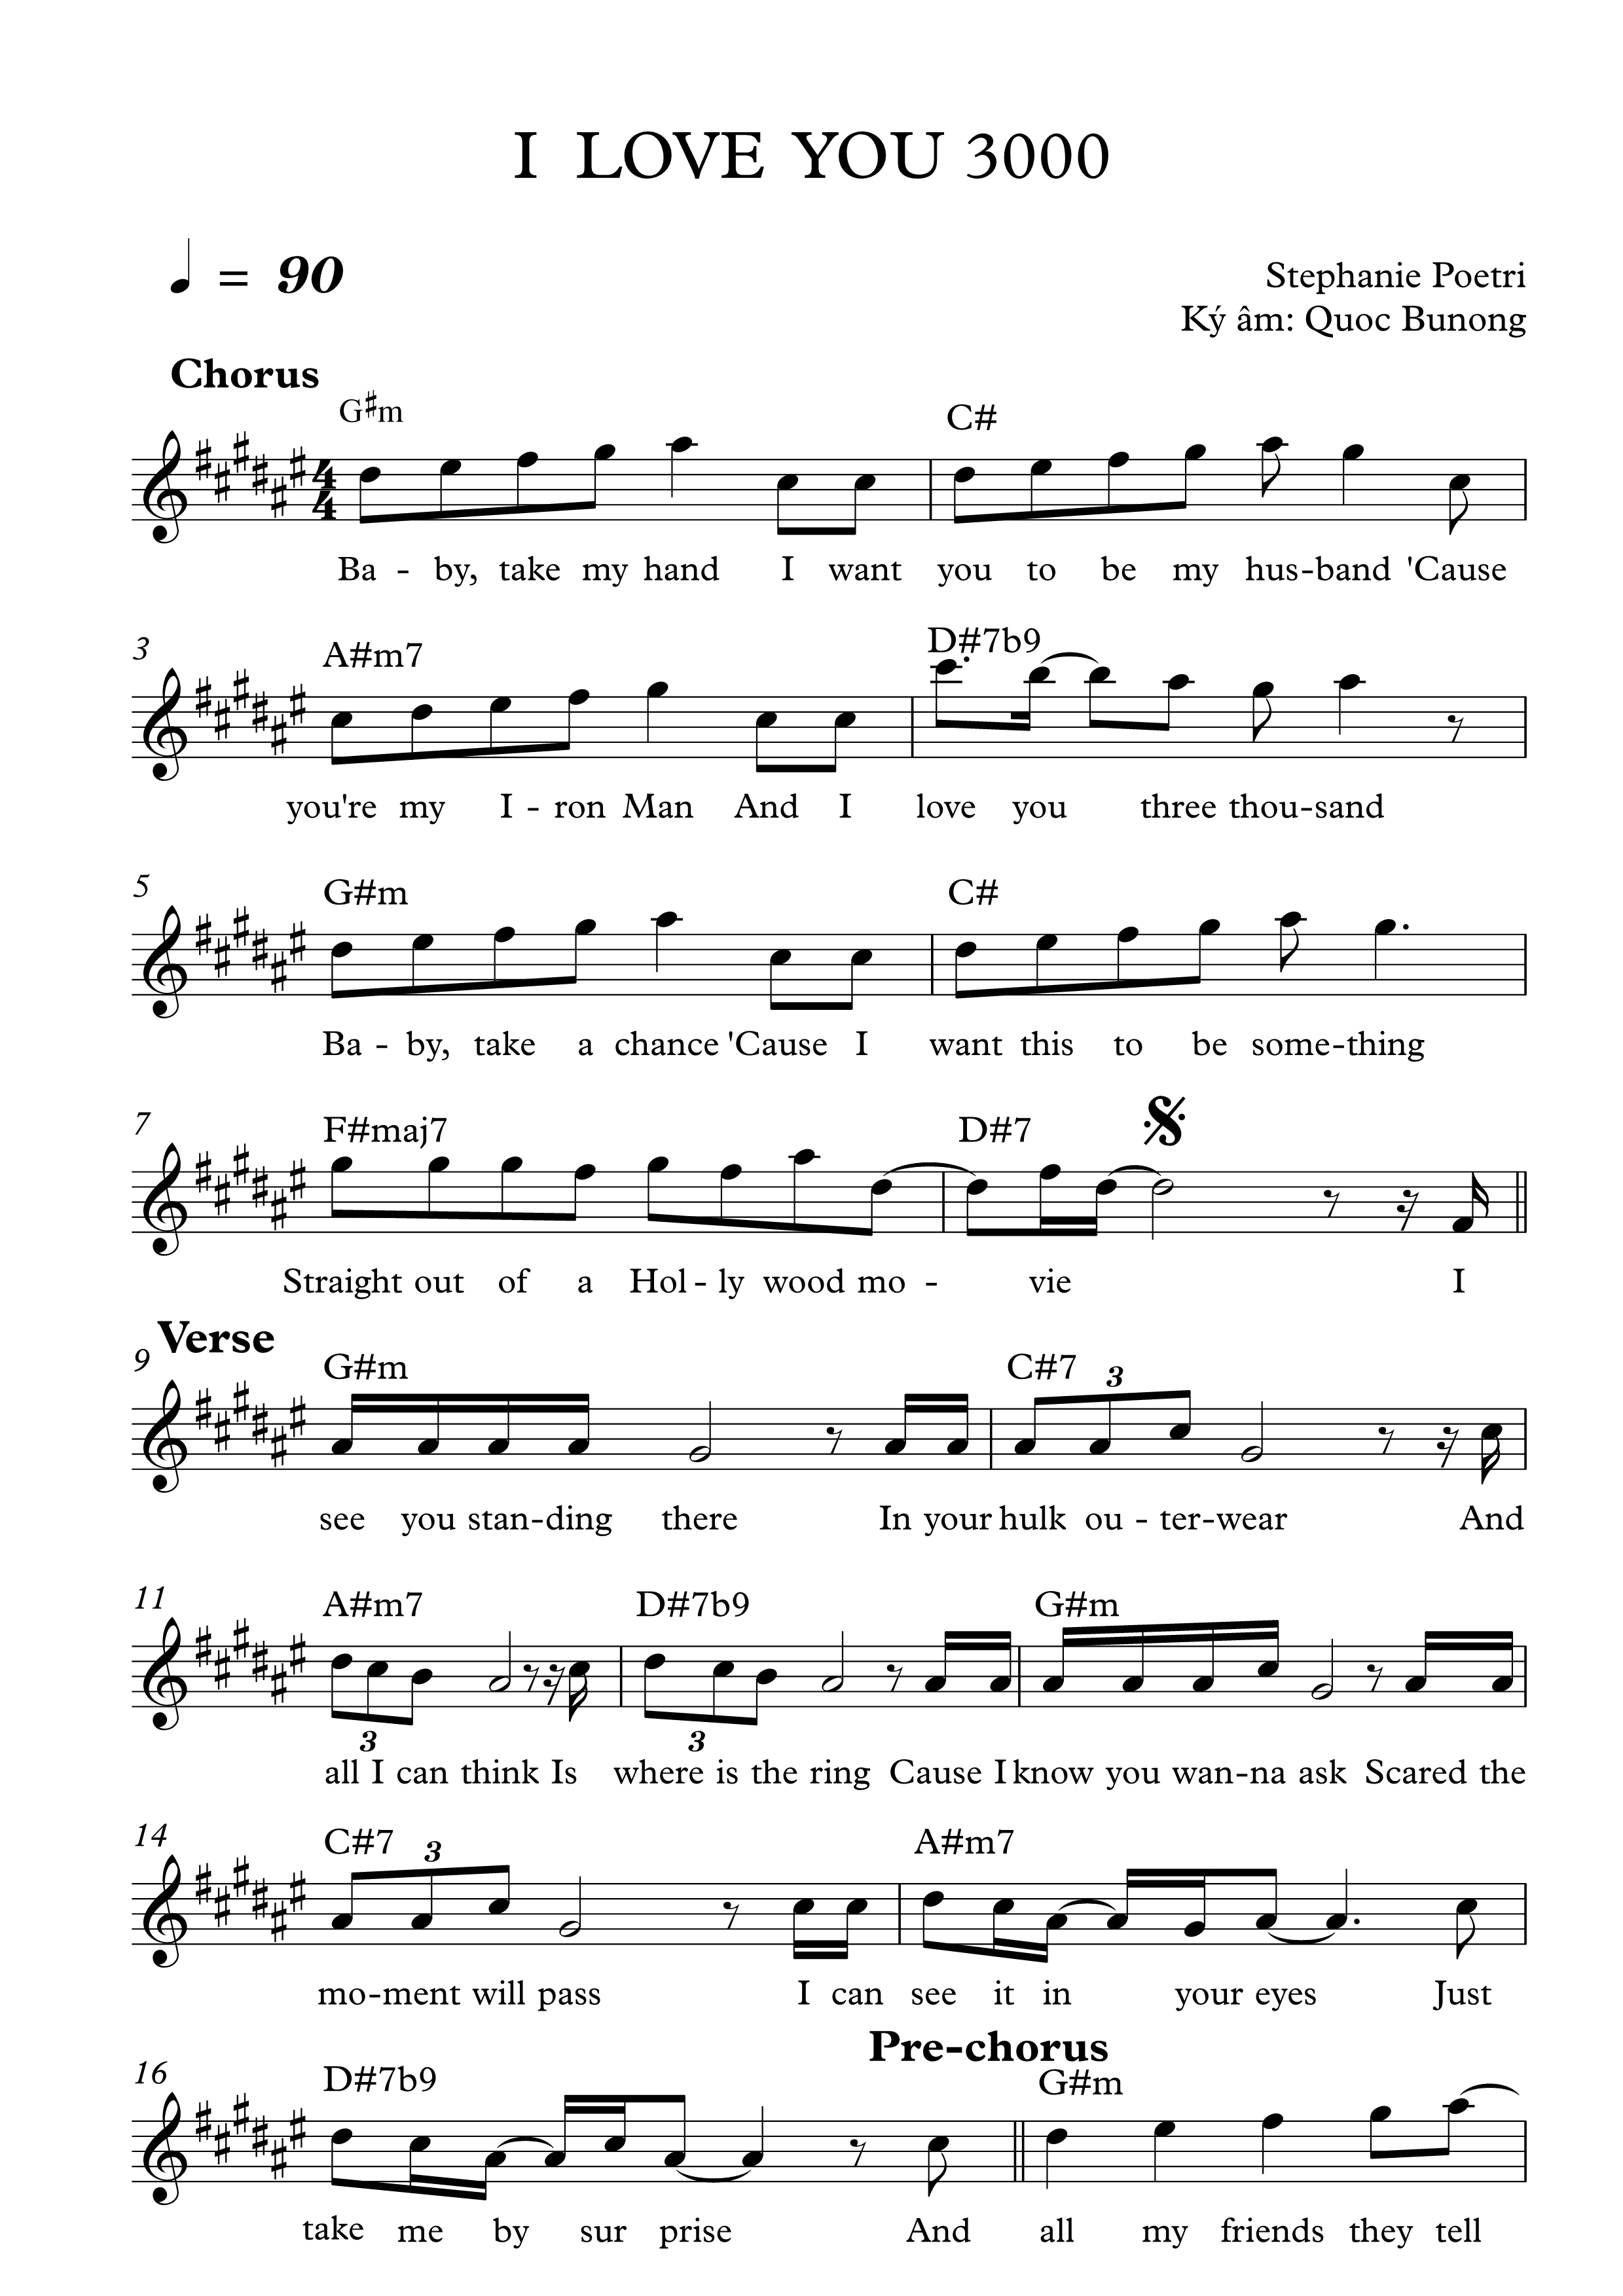 I LOVE YOU 3000
= 90
Stephanie Poetri
Ký âm: Quoc Bunong
Chorus
G♯m C#
Ba - by, take my hand I want you to be my hus-band 'Cause
3 A#m7 D#7b9
you're my I - ron Man And I love you three thou-sand
5 G#m C#
Ba - by, take a chance 'Cause I want this to be some-thing
7 F#maj7 D#7
Straight out of a Hol - ly wood mo - vie I
Verse
9 G#m C#7 3
see you stan-ding there In your hulk ou - ter-wear And
11 A#m7 D#7b9 G#m
3 3
all I can think Is where is the ring Cause I know you wan-na ask Scared the
14 C#7 3 A#m7
mo-ment will pass I can see it in your eyes Just
Pre-chorus
16 D#7b9 G#m
take me by sur prise And all my friends they tell